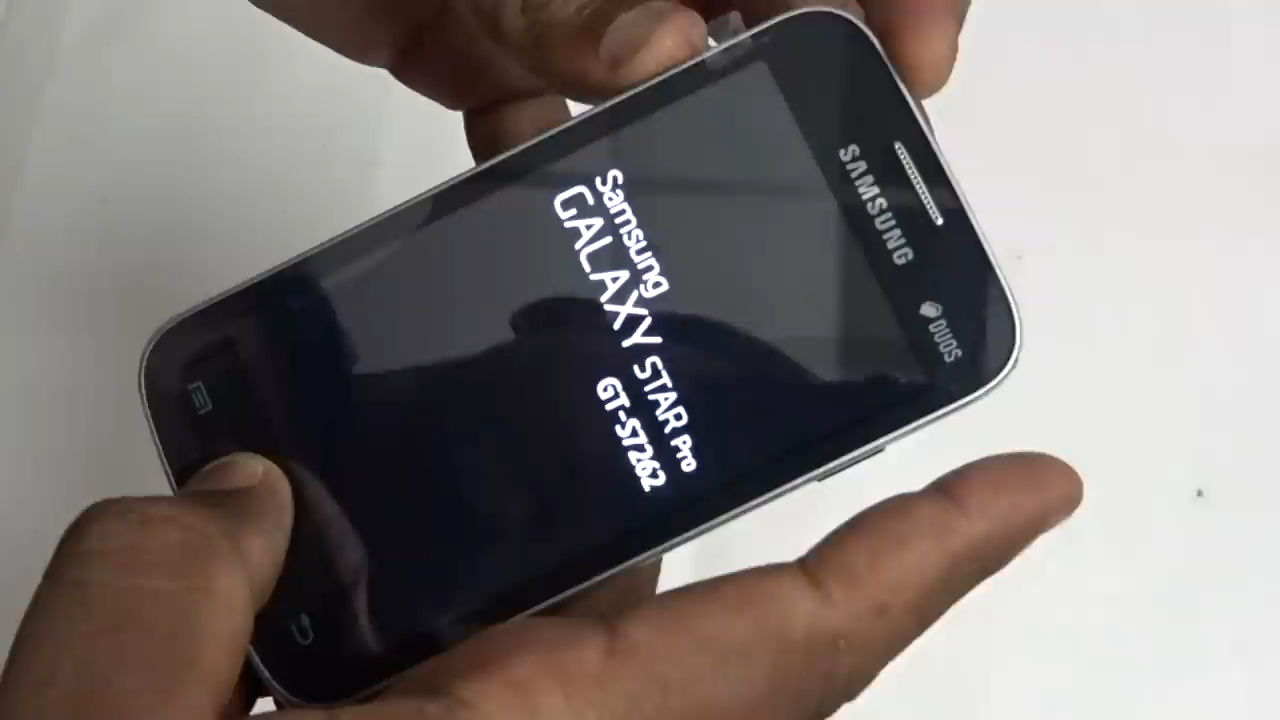 SAMSUNG
DUOS
Samsung
GALAXY STAR Pro
GT-S7262